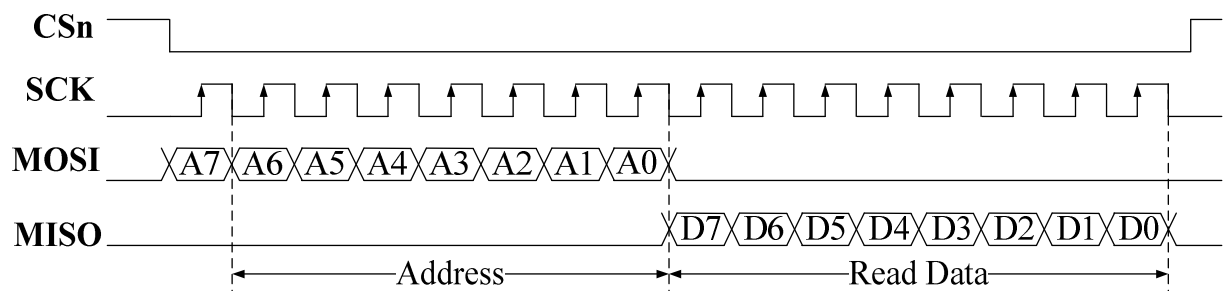 CSn
SCK
MOSI A7 A6 A5 A4 A3 A2 A1 A0
MISO D7 D6 D5 D4 D3 D2 D1 D0
Address Read Data